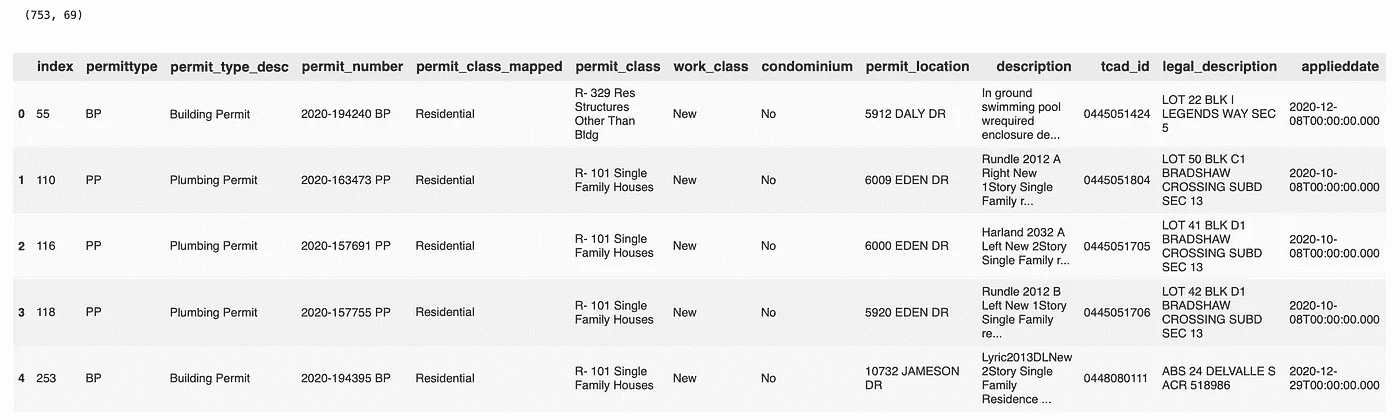 (753, 69)
index permittype permit_type_desc permit_number permit_class_mapped permit_class work_class condominium permit_location description tcad_id legal_description applieddate
0 55 BP Building Permit 2020-194240 BP Residential R- 329 Res Structures Other Than Bldg New No 5912 DALY DR In ground swimming pool wrequired enclosure de... 0445051424 LOT 22 BLK I LEGENDS WAY SEC 5 2020-12-08T00:00:00.000
1 110 PP Plumbing Permit 2020-163473 PP Residential R- 101 Single Family Houses New No 6009 EDEN DR Rundle 2012 A Right New 1Story Single Family r... 0445051804 LOT 50 BLK C1 BRADSHAW CROSSING SUBD SEC 13 2020-10-08T00:00:00.000
2 116 PP Plumbing Permit 2020-157691 PP Residential R- 101 Single Family Houses New No 6000 EDEN DR Harland 2032 A Left New 2Story Single Family r... 0445051705 LOT 41 BLK D1 BRADSHAW CROSSING SUBD SEC 13 2020-10-08T00:00:00.000
3 118 PP Plumbing Permit 2020-157755 PP Residential R- 101 Single Family Houses New No 5920 EDEN DR Rundle 2012 B Left New 1Story Single Family re... 0445051706 LOT 42 BLK D1 BRADSHAW CROSSING SUBD SEC 13 2020-10-08T00:00:00.000
4 253 BP Building Permit 2020-194395 BP Residential R- 101 Single Family Houses New No 10732 JAMESON DR Lyric2013DLNew 2Story Single Family Residence ... 0448080111 ABS 24 DELVALLE S ACR 518986 2020-12-29T00:00:00.000